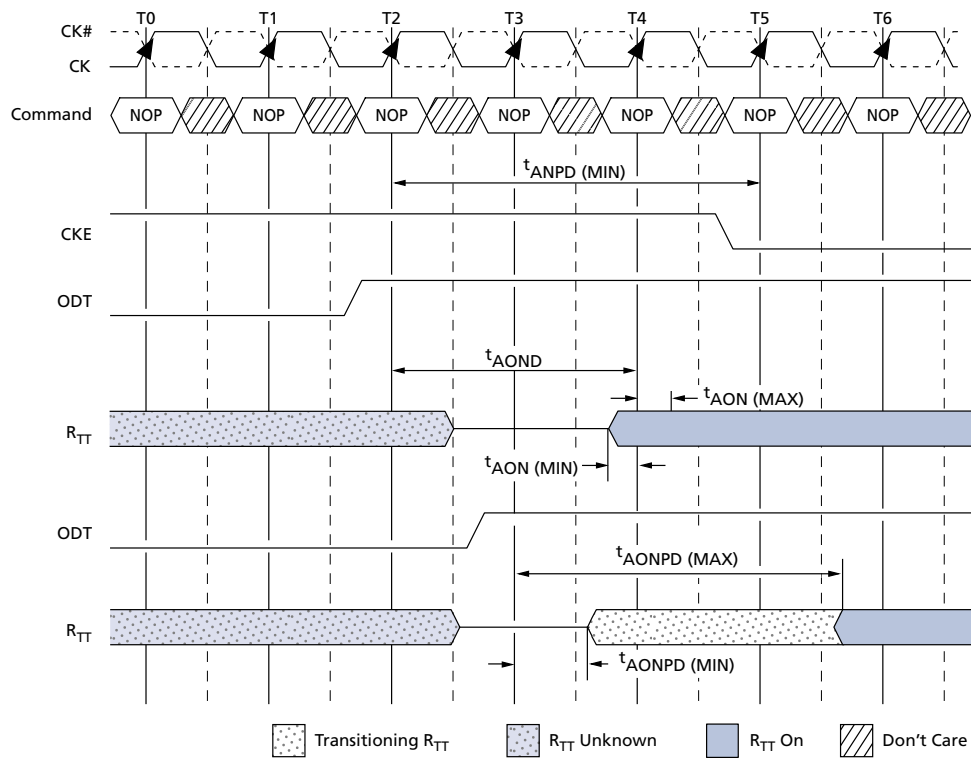 T0 T1 T2 T3 T4 T5 T6
CK#
CK
Command NOP NOP NOP NOP NOP NOP NOP
tANPD (MIN)
CKE
ODT
tAOND
tAON (MAX)
RTT
tAON (MIN)
ODT
tAONPD (MAX)
RTT
tAONPD (MIN)
Transitioning RTT RTT Unknown RTT On Don't Care